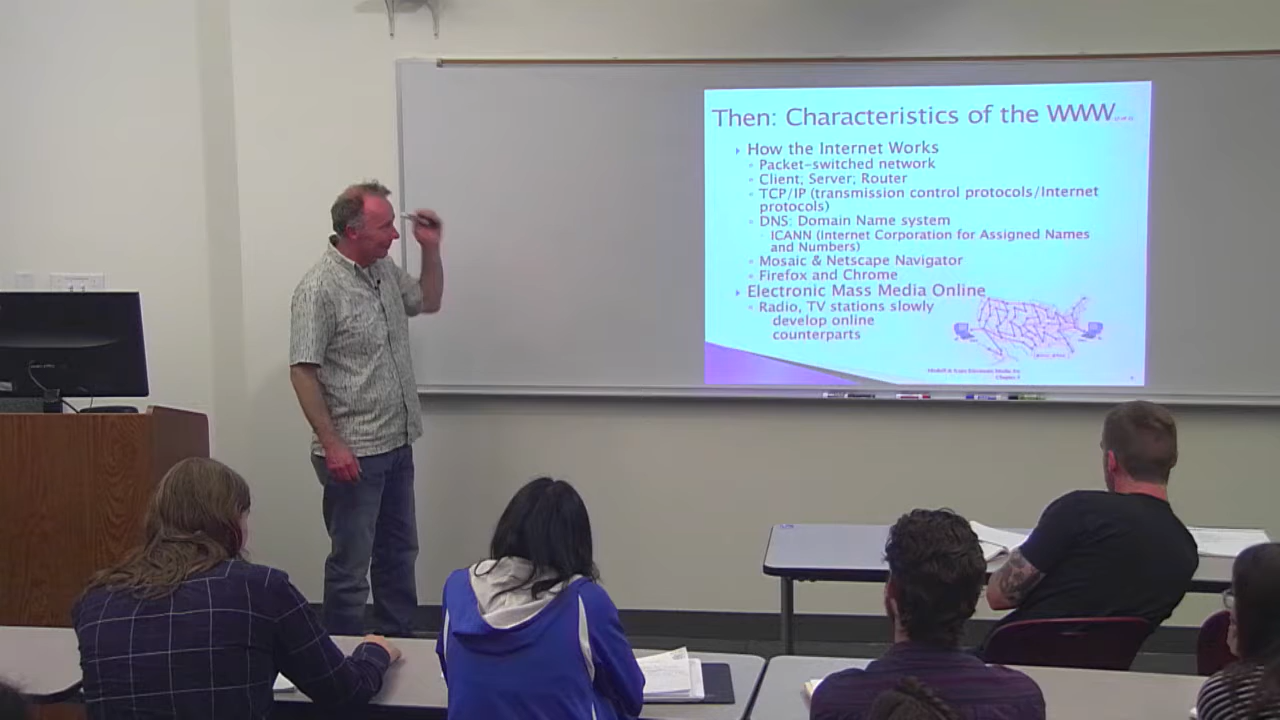 Then: Characteristics of the WWW
How the Internet Works
Packet-switched network
Client, Server, Router
TCP/IP (transmission control protocols/Internet
protocols)
DNS: Domain Name system
ICANN (Internet Corporation for Assigned Names
and Numbers)
Mosaic & Netscape Navigator
Firefox and Chrome
Electronic Mass Media Online
Radio, TV stations slowly
develop online
counterparts